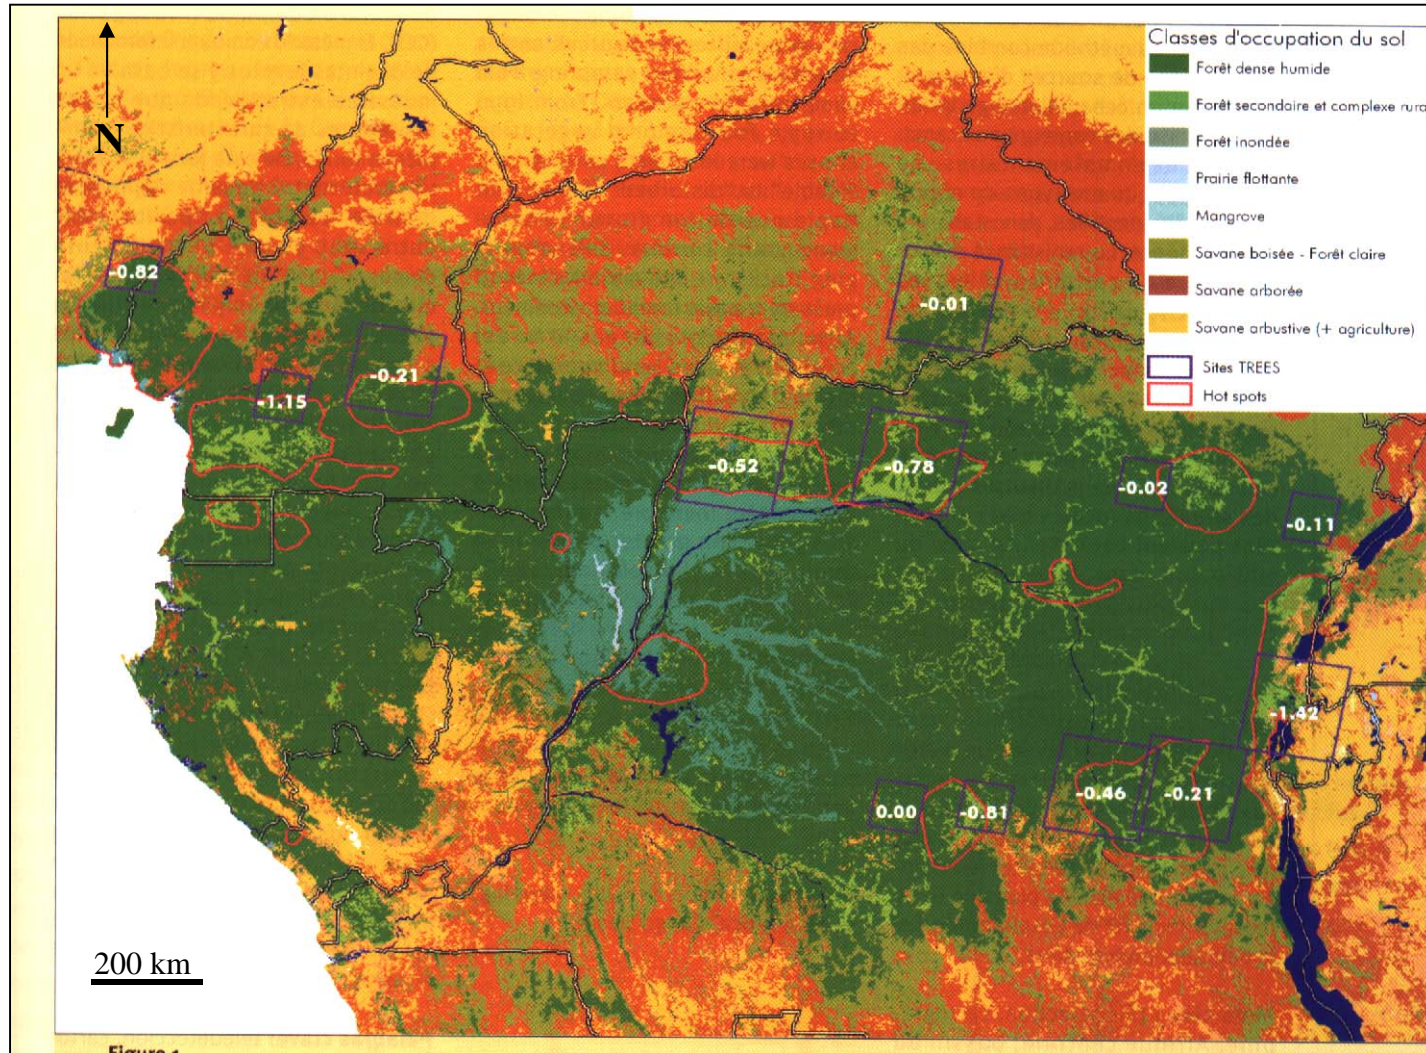 N
Classes d'occupation du sol
Forêt dense humide
Forêt secondaire et complexe rura
Forêt inondée
Prairie flottante
Mangrove
Savane boisée - Forêt claire
Savane arborée
Savane arbustive (+ agriculture)
Sites TREES
Hot spots
-0.82
-0.01
-0.21
-1.15
-0.52
-0.78
-0.02
-0.11
-1.42
-0.46
-0.21
0.00
-0.81
200 km
Figure 1